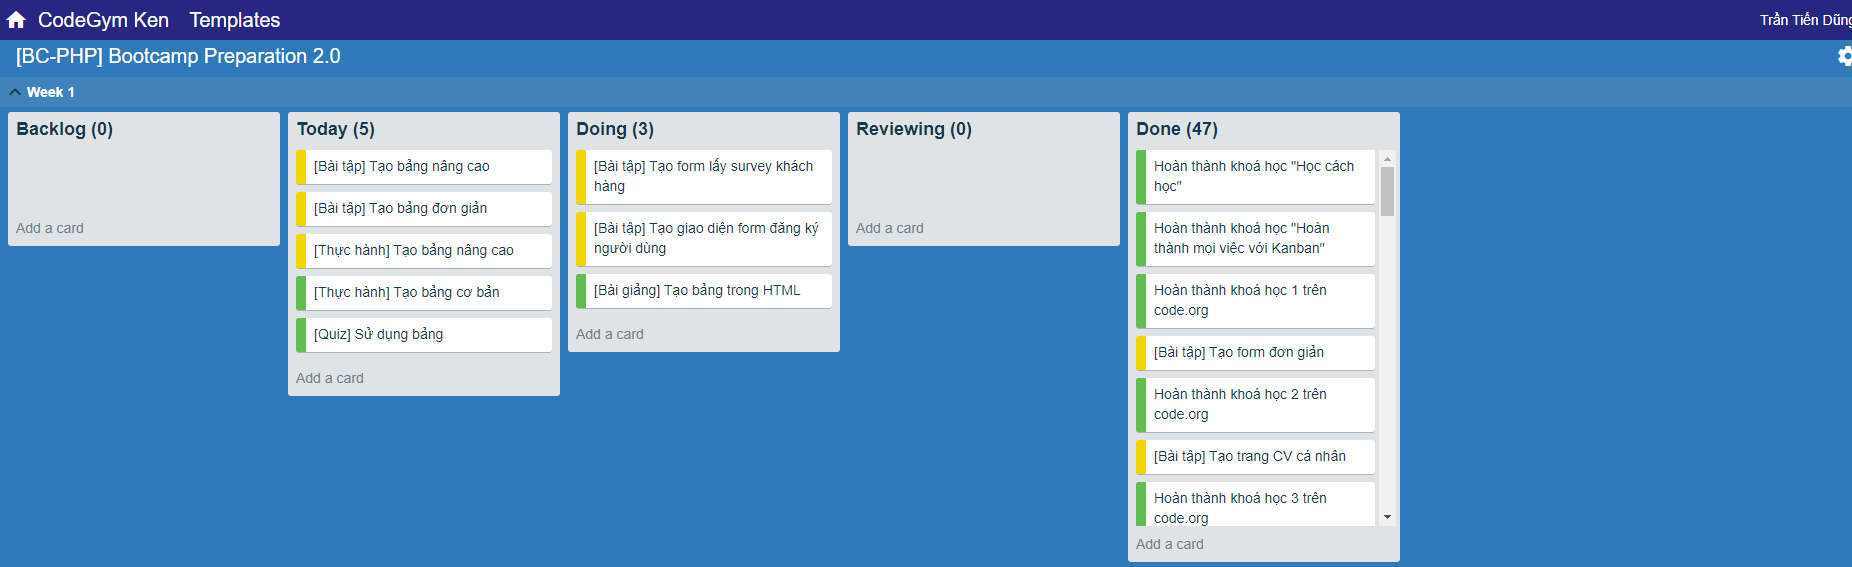 CodeGym Ken Templates Trần Tiến Dũng
[BC-PHP] Bootcamp Preparation 2.0
Week 1
Backlog (0)
Add a card
Today (5)
[Bài tập] Tạo bảng nâng cao
[Bài tập] Tạo bảng đơn giản
[Thực hành] Tạo bảng nâng cao
[Thực hành] Tạo bảng cơ bản
[Quiz] Sử dụng bảng
Add a card
Doing (3)
[Bài tập] Tạo form lấy survey khách
hàng
[Bài tập] Tạo giao diện form đăng ký
người dùng
[Bài giảng] Tạo bảng trong HTML
Add a card
Reviewing (0)
Add a card
Done (47)
Hoàn thành khoá học "Học cách
học"
Hoàn thành khoá học "Hoàn
thành mọi việc với Kanban"
Hoàn thành khoá học 1 trên
code.org
[Bài tập] Tạo form đơn giản
Hoàn thành khoá học 2 trên
code.org
[Bài tập] Tạo trang CV cá nhân
Hoàn thành khoá học 3 trên
code.org
Add a card